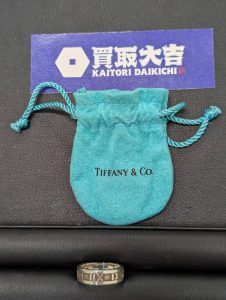 買取大吉
KAITORI DAIKICHI
TIFFANY & CO.